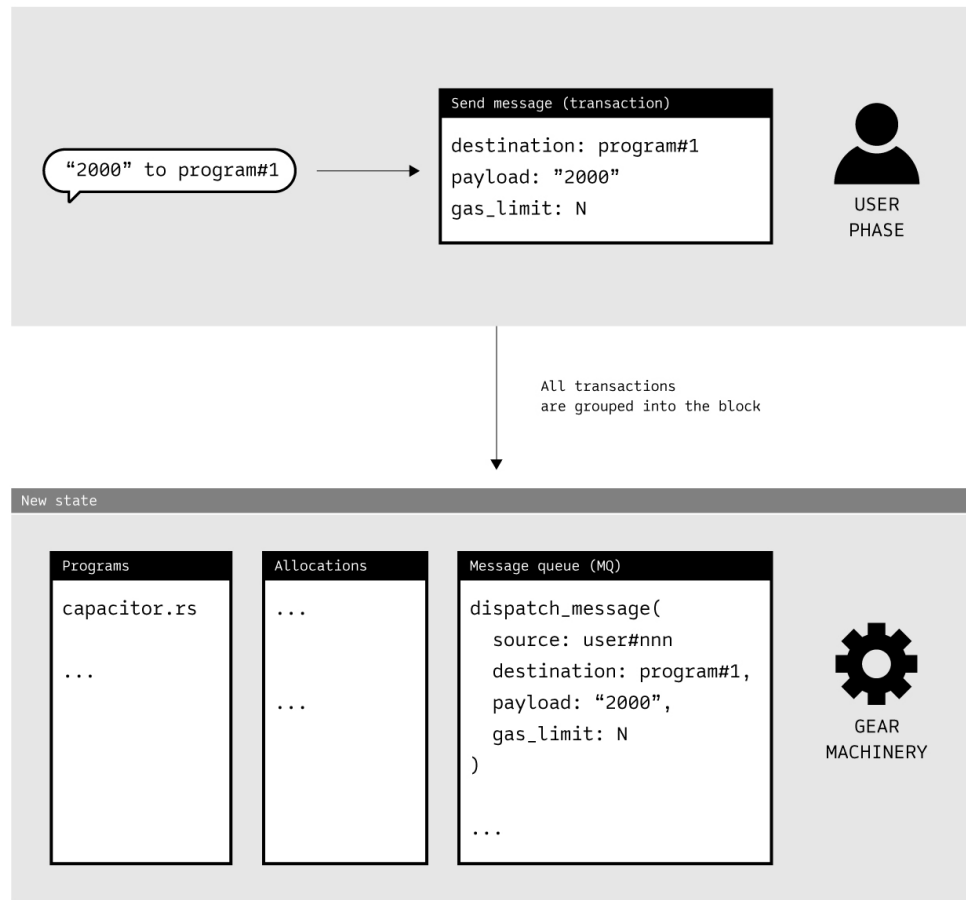 Send message (transaction)
“2000” to program#1
destination: program#1
payload: ”2000”
gas_limit: N
USER
PHASE
All transactions
are grouped into the block
New state
Programs
capacitor.rs
...
Allocations
...
...
Message queue (MQ)
dispatch_message(
source: user#nnn
destination: program#1,
payload: “2000”,
gas_limit: N
)
...
GEAR
MACHINERY